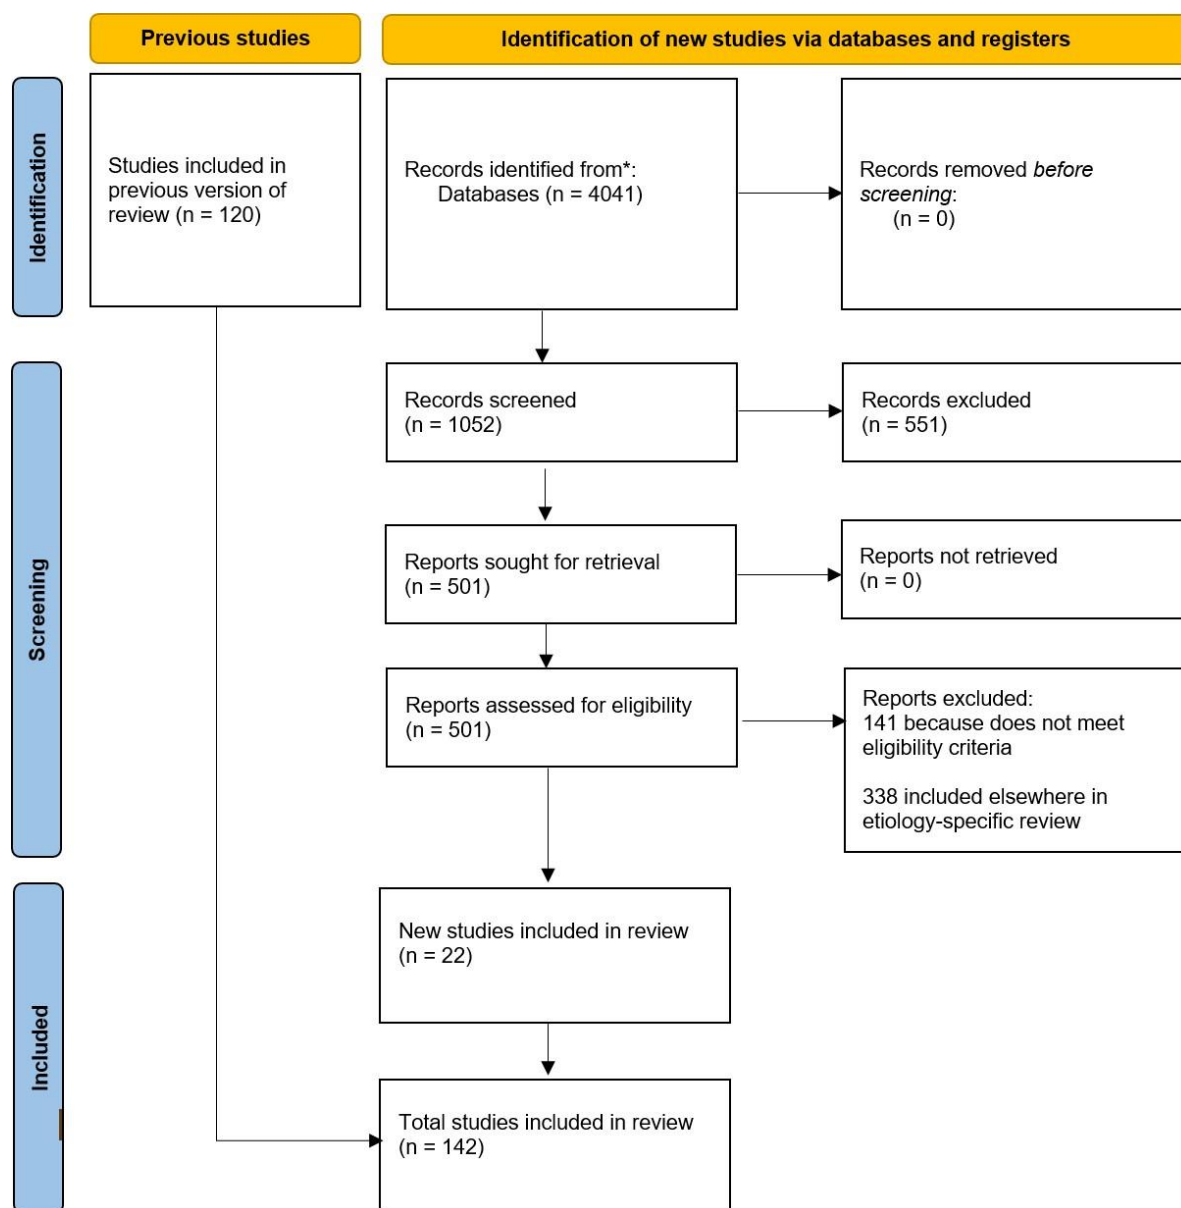 Previous studies
Identification of new studies via databases and registers
Identification
Studies included in
previous version of
review (n = 120)
Records identified from*:
Databases (n = 4041)
Records removed before
screening:
(n = 0)
Screening
Records screened
(n = 1052)
Records excluded
(n = 551)
Reports sought for retrieval
(n = 501)
Reports not retrieved
(n = 0)
Reports assessed for eligibility
(n = 501)
Reports excluded:
141 because does not meet
eligibility criteria
338 included elsewhere in
etiology-specific review
Included
New studies included in review
(n = 22)
Total studies included in review
(n = 142)